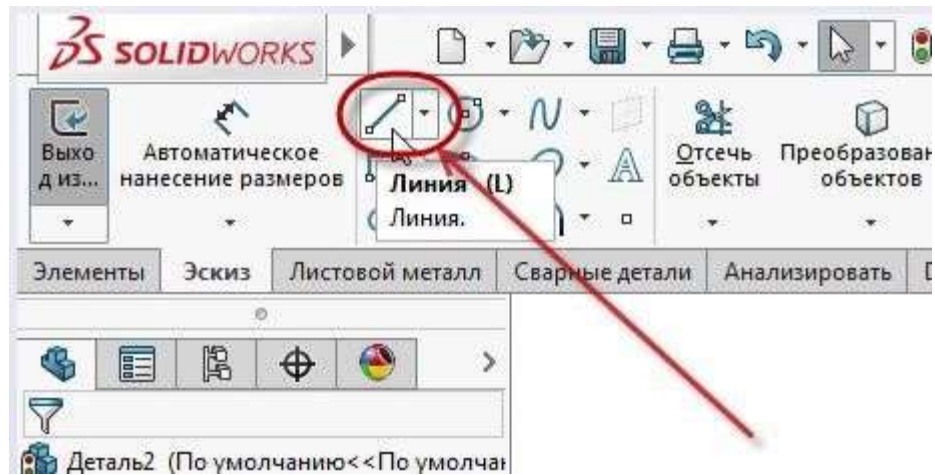 SOLIDWORKS
Выхо
д из...
Автоматическое
нанесение размеров
Отсечь
объекты
Преобразован
объектов
Линия (L)
Линия.
Элементы
Эскиз
Листовой металл
Сварные детали
Анализировать
Деталь2 (По умолчанию<<По умолчан